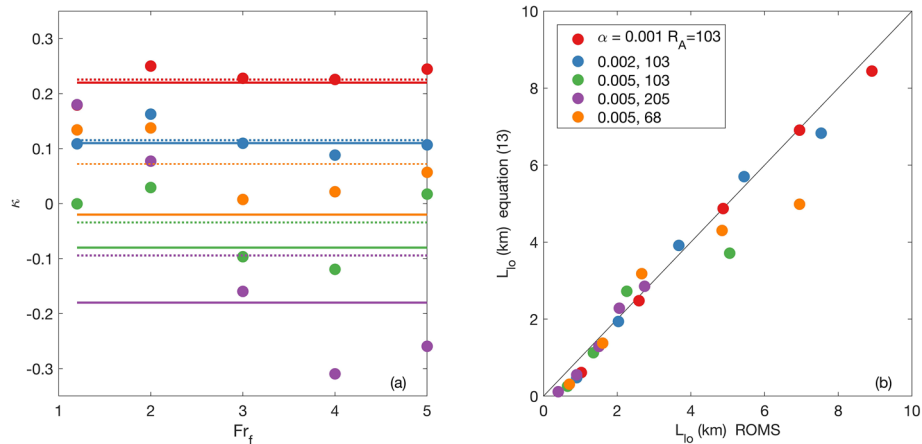 0.3
0.2
0.1
0
-0.1
-0.2
-0.3
κ
1 2 3 4 5
Fr_f
(a)
10
8
6
4
2
0
L_lo (km) equation (13)
α = 0.001 R_A=103
0.002, 103
0.005, 103
0.005, 205
0.005, 68
(b)
0 2 4 6 8 10
L_lo (km) ROMS